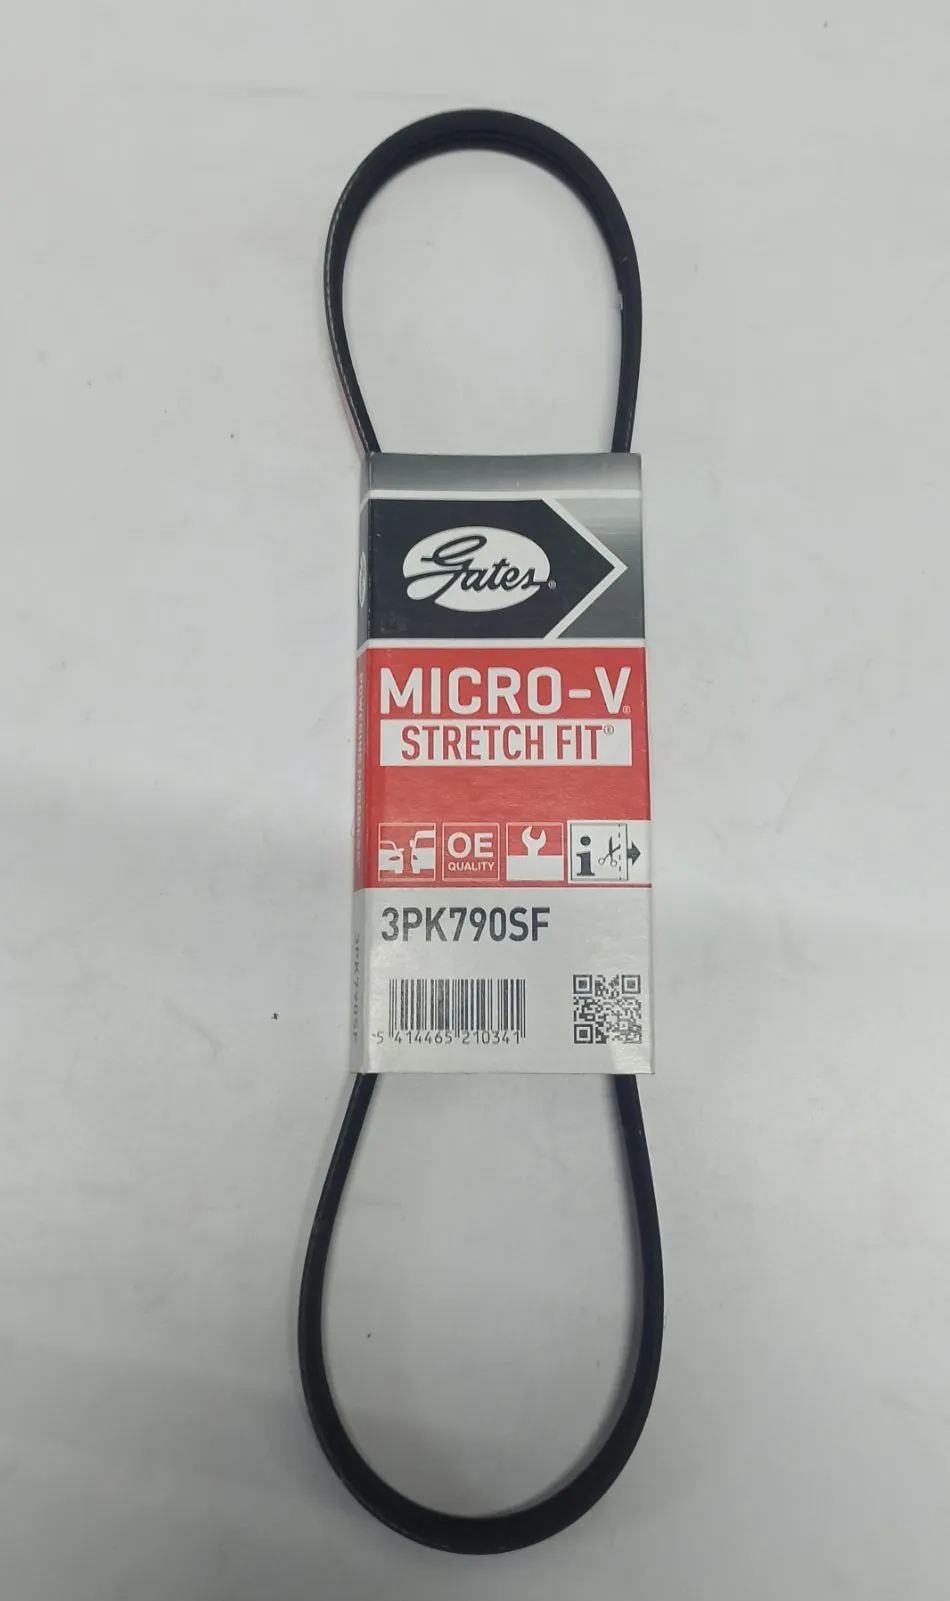 Gates®
MICRO-V®
STRETCH FIT®
OE
QUALITY
i
3PK790SF
5 414465 210341
3PK790SF